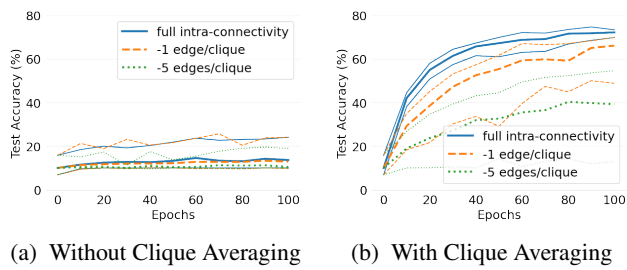 80
60
40
20
0
Test Accuracy (%)
full intra-connectivity
-1 edge/clique
-5 edges/clique
0 20 40 60 80 100
Epochs
(a) Without Clique Averaging
80
60
40
20
0
Test Accuracy (%)
full intra-connectivity
-1 edge/clique
-5 edges/clique
0 20 40 60 80 100
Epochs
(b) With Clique Averaging